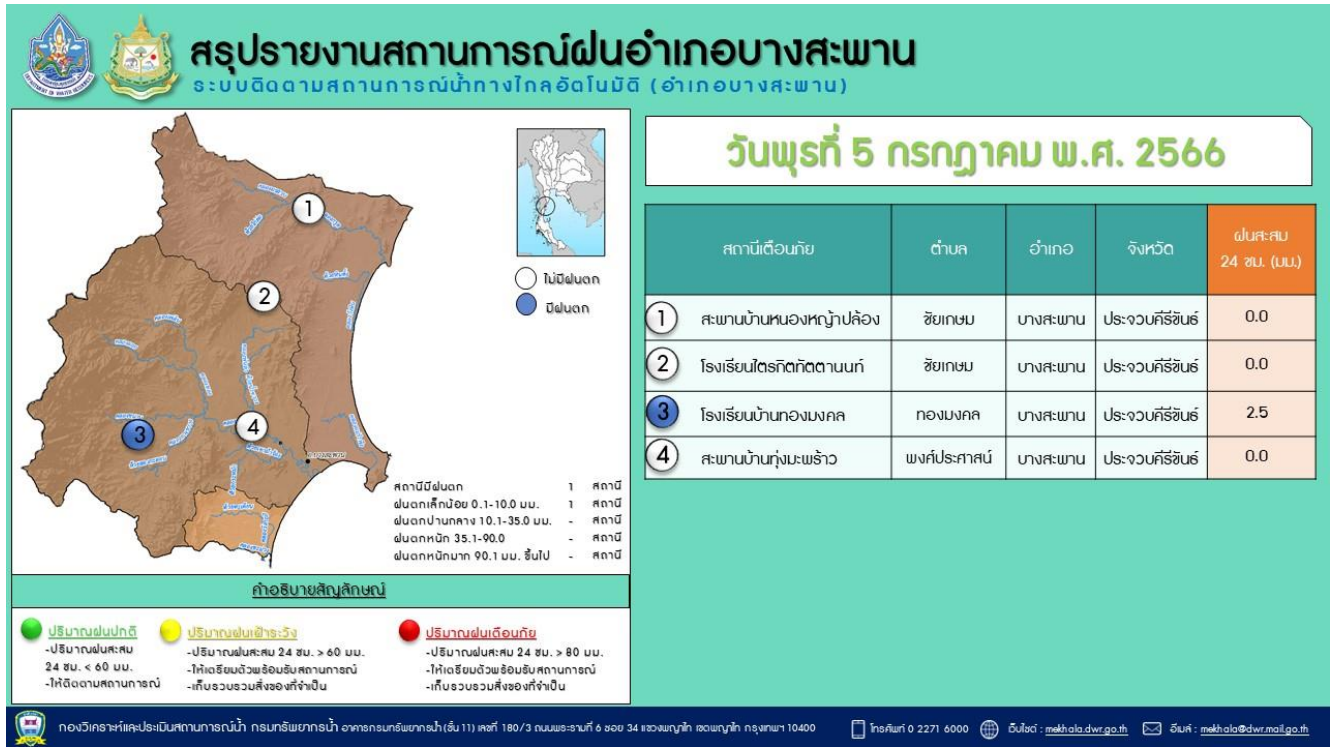 สรุปรายงานสถานการณ์ฝนอำเภอบางสะพาน
ระบบติดตามสถานการณ์น้ำทางไกลอัตโนมัติ (อำเภอบางสะพาน)
วันพุธที่ 5 กรกฎาคม พ.ศ. 2566
1
2
3
4
ไม่มีฝนตก
มีฝนตก
สถานีมีฝนตก 1 สถานี
ฝนตกเล็กน้อย 0.1-10.0 มม. 1 สถานี
ฝนตกปานกลาง 10.1-35.0 มม. - สถานี
ฝนตกหนัก 35.1-90.0 - สถานี
ฝนตกหนักมาก 90.1 มม. ขึ้นไป - สถานี
สถานีเตือนภัย ตำบล อำเภอ จังหวัด ฝนสะสม 24 ชม. (มม.)
1 สะพานบ้านหนองหญ้าปล้อง ชัยเกษม บางสะพาน ประจวบคีรีขันธ์ 0.0
2 โรงเรียนไตรกิตทัตตานนท์ ชัยเกษม บางสะพาน ประจวบคีรีขันธ์ 0.0
3 โรงเรียนบ้านทองมงคล ทองมงคล บางสะพาน ประจวบคีรีขันธ์ 2.5
4 สะพานบ้านทุ่งมะพร้าว พงศ์ประศาสน์ บางสะพาน ประจวบคีรีขันธ์ 0.0
คำอธิบายสัญลักษณ์
ปริมาณฝนปกติ
-ปริมาณฝนสะสม
24 ชม. < 60 มม.
-ให้ติดตามสถานการณ์
ปริมาณฝนเฝ้าระวัง
-ปริมาณฝนสะสม 24 ชม. > 60 มม.
-ให้เตรียมตัวพร้อมรับสถานการณ์
-เก็บรวบรวมสิ่งของที่จำเป็น
ปริมาณฝนเตือนภัย
-ปริมาณฝนสะสม 24 ชม. > 80 มม.
-ให้เตรียมตัวพร้อมรับสถานการณ์
-เก็บรวบรวมสิ่งของที่จำเป็น
กองวิเคราะห์และประเมินสถานการณ์น้ำ กรมทรัพยากรน้ำ อาคารกรมทรัพยากรน้ำ (ชั้น 11) เลขที่ 180/3 ถนนพระรามที่ 6 ซอย 34 แขวงพญาไท เขตพญาไท กรุงเทพฯ 10400 โทรศัพท์ 0 2271 6000 เว็บไซต์ : mekhala.dwr.go.th อีเมล์ : mekhala@dwr.mail.go.th